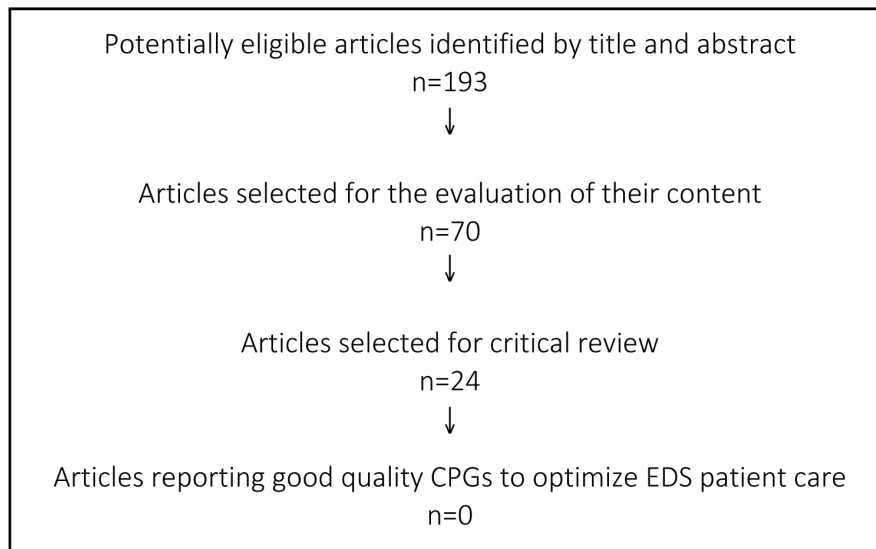 Potentially eligible articles identified by title and abstract
n=193
↓
Articles selected for the evaluation of their content
n=70
↓
Articles selected for critical review
n=24
↓
Articles reporting good quality CPGs to optimize EDS patient care
n=0